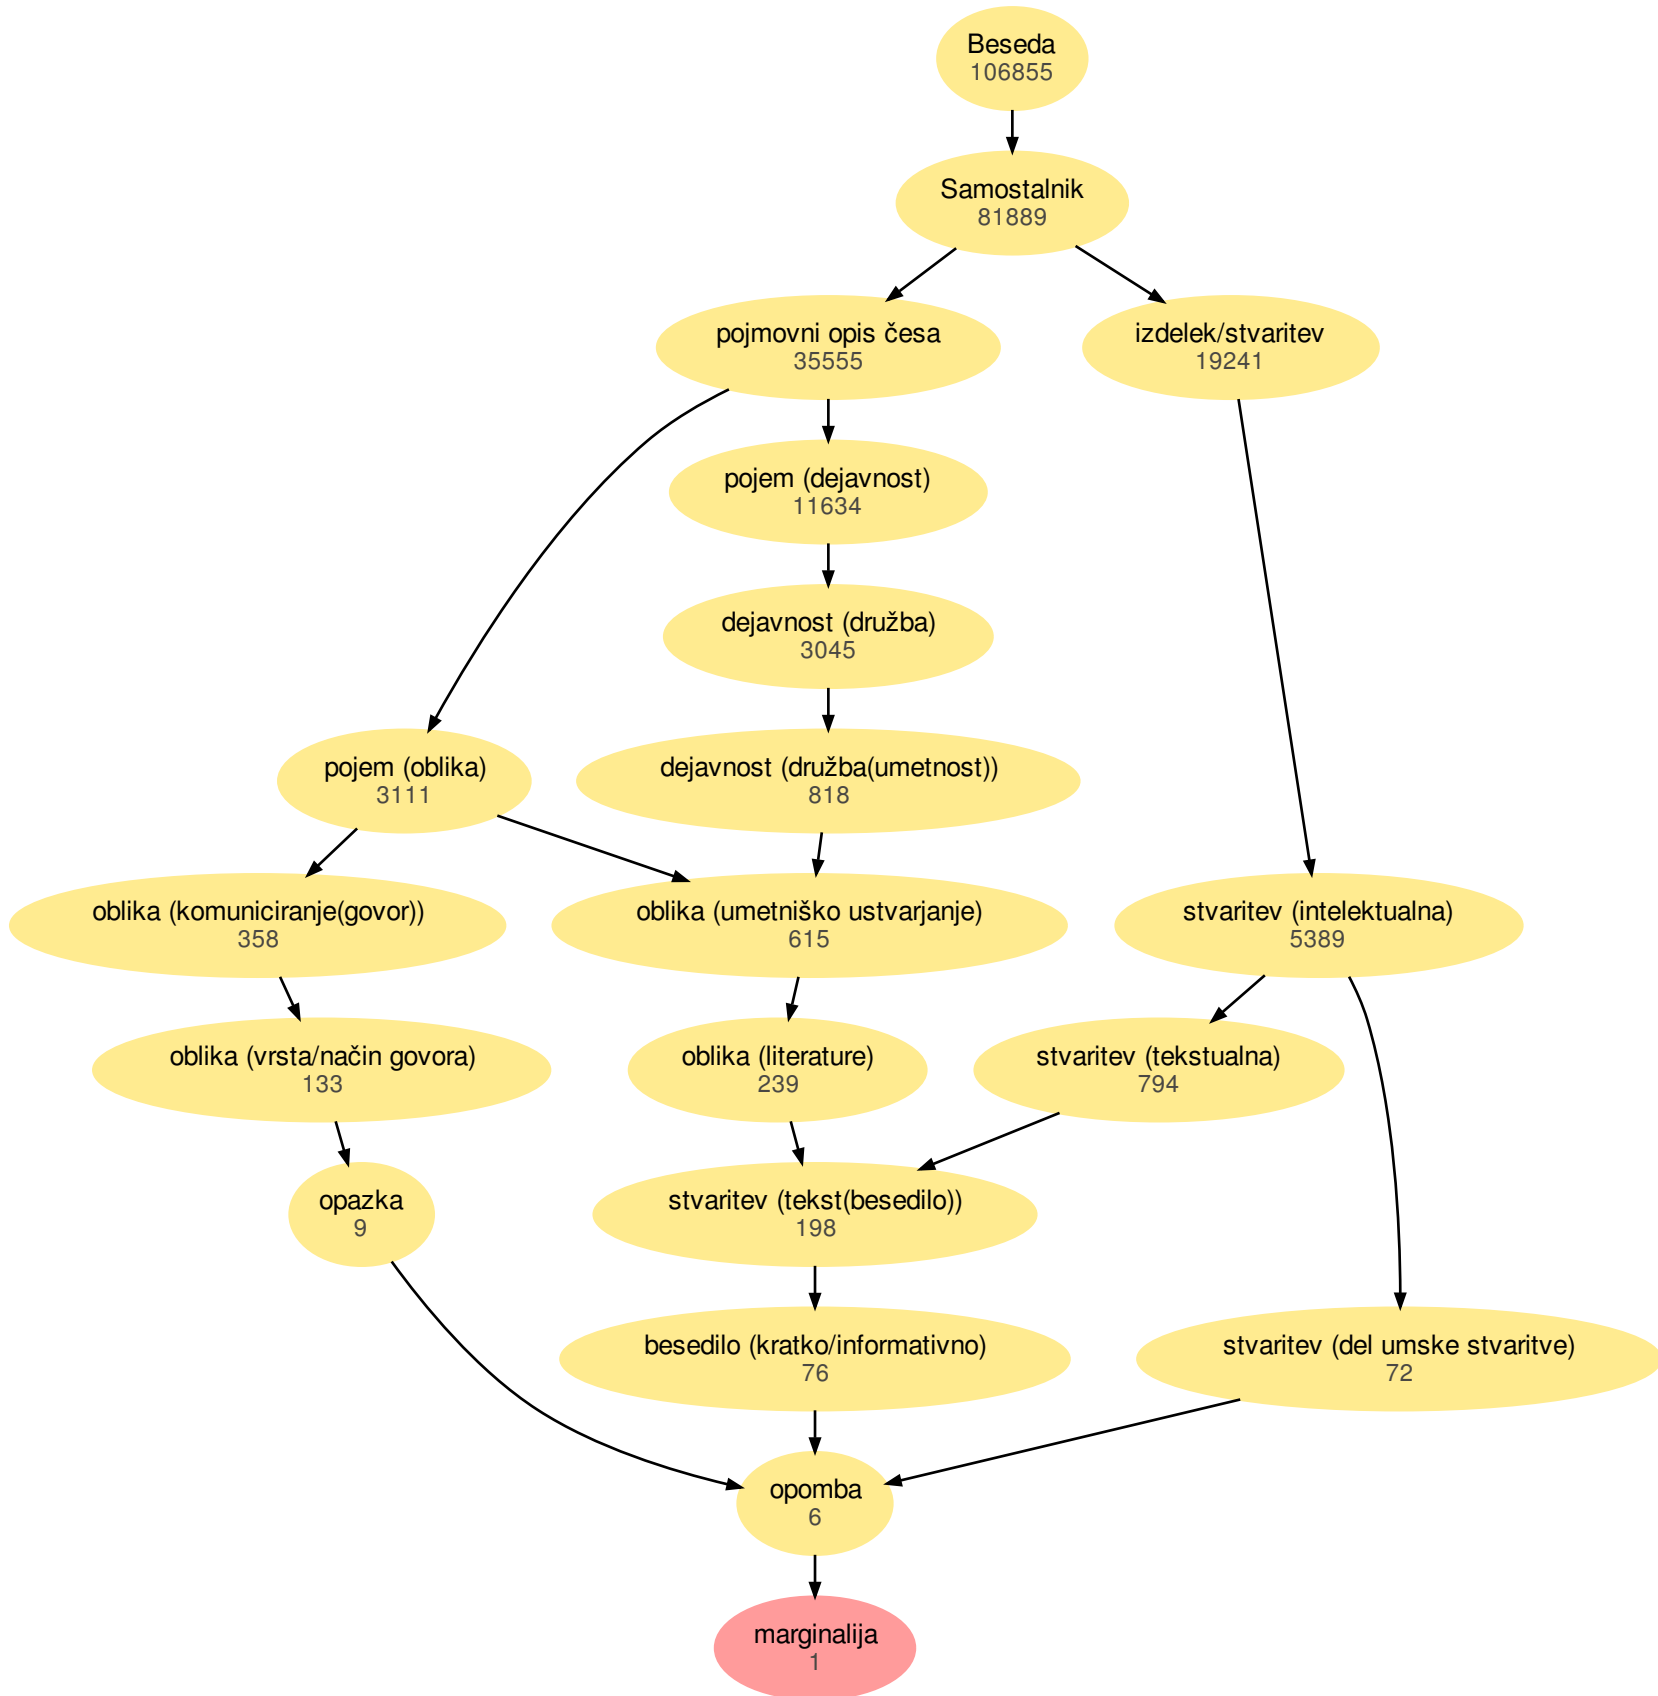 Beseda
106855
Samostalnik
81889
pojmovni opis česa
35555
izdelek/stvaritev
19241
pojem (dejavnost)
11634
dejavnost (družba)
3045
pojem (oblika)
3111
dejavnost (družba(umetnost))
818
oblika (komuniciranje(govor))
358
oblika (umetniško ustvarjanje)
615
stvaritev (intelektualna)
5389
oblika (vrsta/način govora)
133
oblika (literature)
239
stvaritev (tekstualna)
794
opazka
9
stvaritev (tekst(besedilo))
198
besedilo (kratko/informativno)
76
stvaritev (del umske stvaritve)
72
opomba
6
marginalija
1